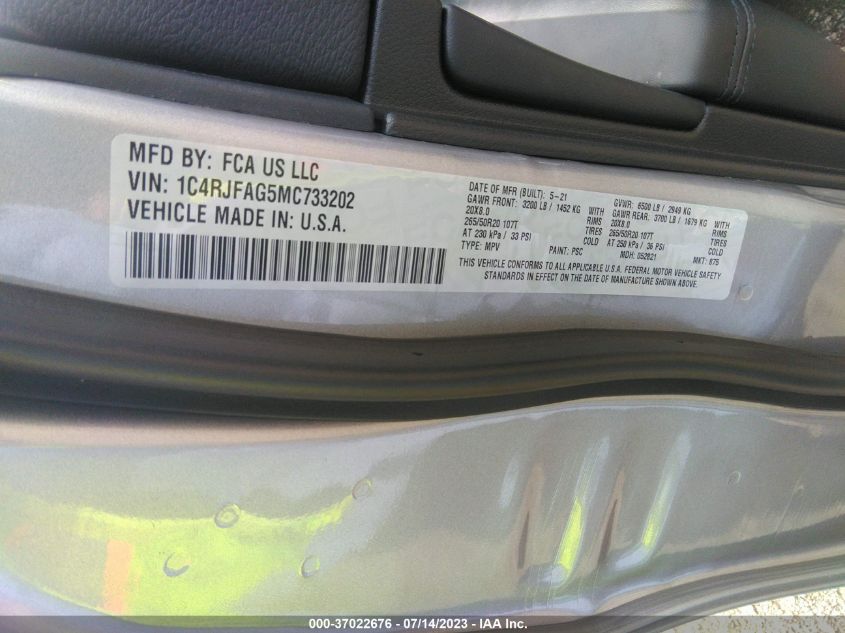 MFD BY: FCA US LLC
VIN: 1C4RJFAG5MC733202
VEHICLE MADE IN: U.S.A.
DATE OF MFR (BUILT): 5-21 GVWR: 6500 LB / 2949 KG
GAWR FRONT: 3200 LB / 1452 KG WITH GAWR REAR: 3700 LB / 1679 KG WITH
20X8.0 RIMS 20X8.0 RIMS
265/50R20 107T TIRES 265/50R20 107T TIRES
AT 230 kPa / 33 PSI COLD AT 250 kPa / 36 PSI COLD
TYPE: MPV PAINT: PSC MDH: 052821 MKT: 875
THIS VEHICLE CONFORMS TO ALL APPLICABLE U.S.A. FEDERAL MOTOR VEHICLE SAFETY
STANDARDS IN EFFECT ON THE DATE OF MANUFACTURE SHOWN ABOVE.
000-37022676 / 07/14/2023 / IAA Inc.